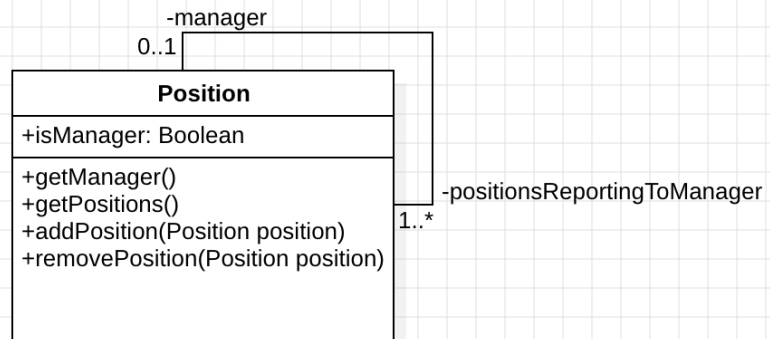 -manager
0..1
Position
+isManager: Boolean
+getManager()
+getPositions()
-positionsReportingToManager
+addPosition(Position position)
1..*
+removePosition(Position position)